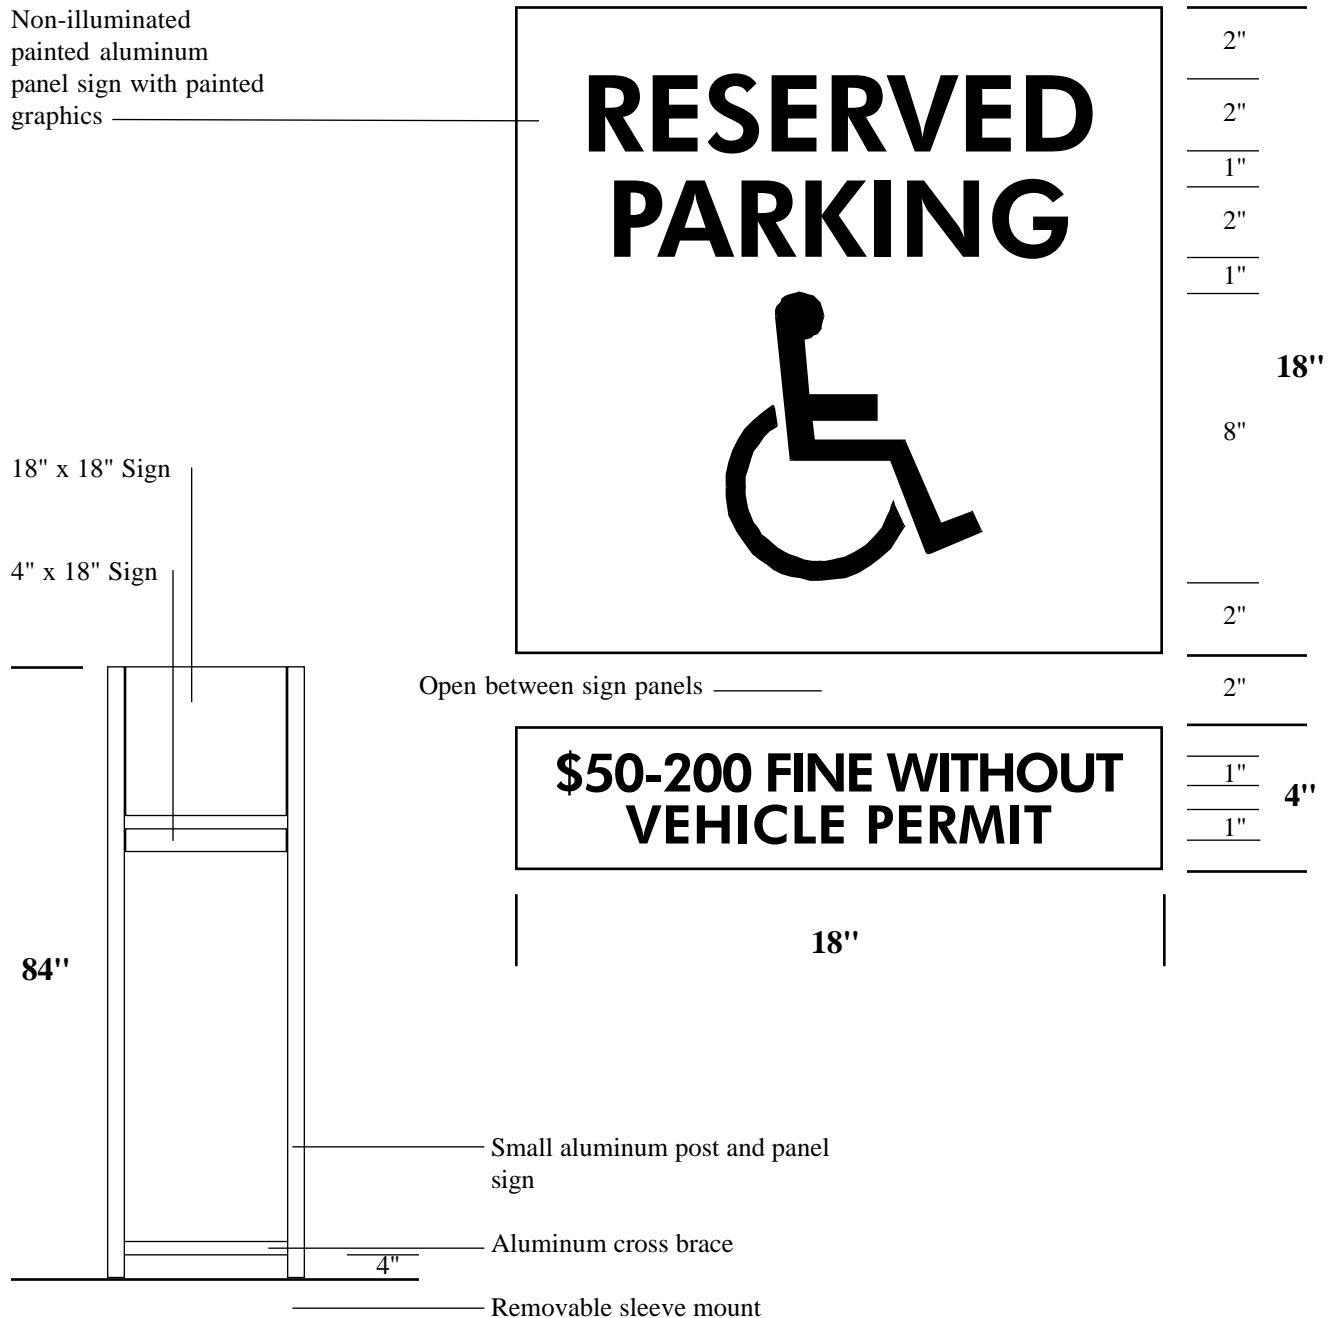 Non-illuminated
painted aluminum
panel sign with painted
graphics
RESERVED
PARKING
2"
2"
1"
2"
1"
8"
2"
18"
18" x 18" Sign
4" x 18" Sign
Open between sign panels
2"
$50-200 FINE WITHOUT
VEHICLE PERMIT
1"
1"
4"
18"
84"
Small aluminum post and panel
sign
Aluminum cross brace
4"
Removable sleeve mount